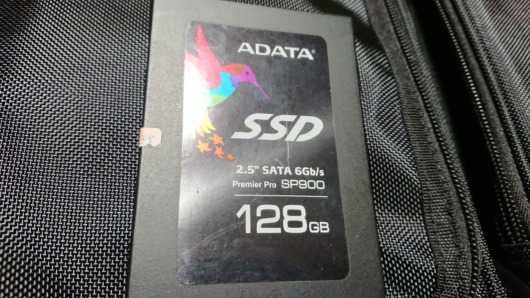 ADATA
SSD
2.5" SATA 6Gb/s
Premier Pro SP900
128GB